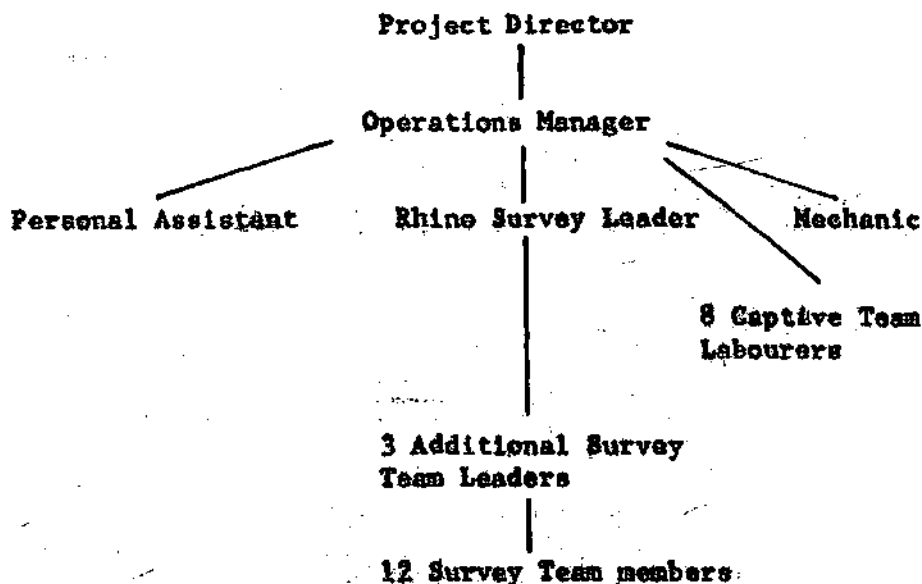 Project Director
Operations Manager
Personal Assistant Rhino Survey Leader Mechanic
8 Captive Team
Labourers
3 Additional Survey
Team Leaders
12 Survey Team members